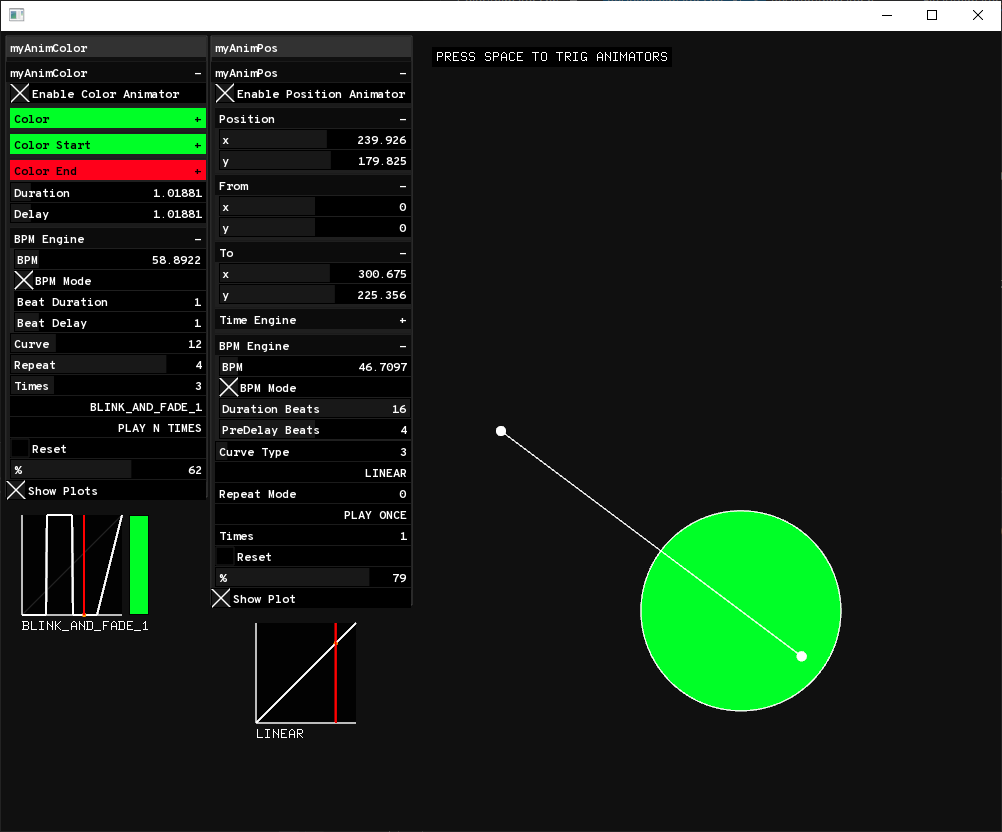 myAnimColor
myAnimColor -
Enable Color Animator
Color +
Color Start +
Color End +
Duration 1.01881
Delay 1.01881
BPM Engine -
BPM 58.8922
BPM Mode
Beat Duration 1
Beat Delay 1
Curve 12
Repeat 4
Times 3
BLINK_AND_FADE_1
PLAY N TIMES
Reset
% 62
Show Plots
BLINK_AND_FADE_1
myAnimPos
myAnimPos -
Enable Position Animator
Position -
x 239.926
y 179.825
From -
x 0
y 0
To -
x 300.675
y 225.356
Time Engine +
BPM Engine -
BPM 46.7097
BPM Mode
Duration Beats 16
PreDelay Beats 4
Curve Type 3
LINEAR
Repeat Mode 0
PLAY ONCE
Times 1
Reset
% 79
Show Plot
LINEAR
PRESS SPACE TO TRIG ANIMATORS